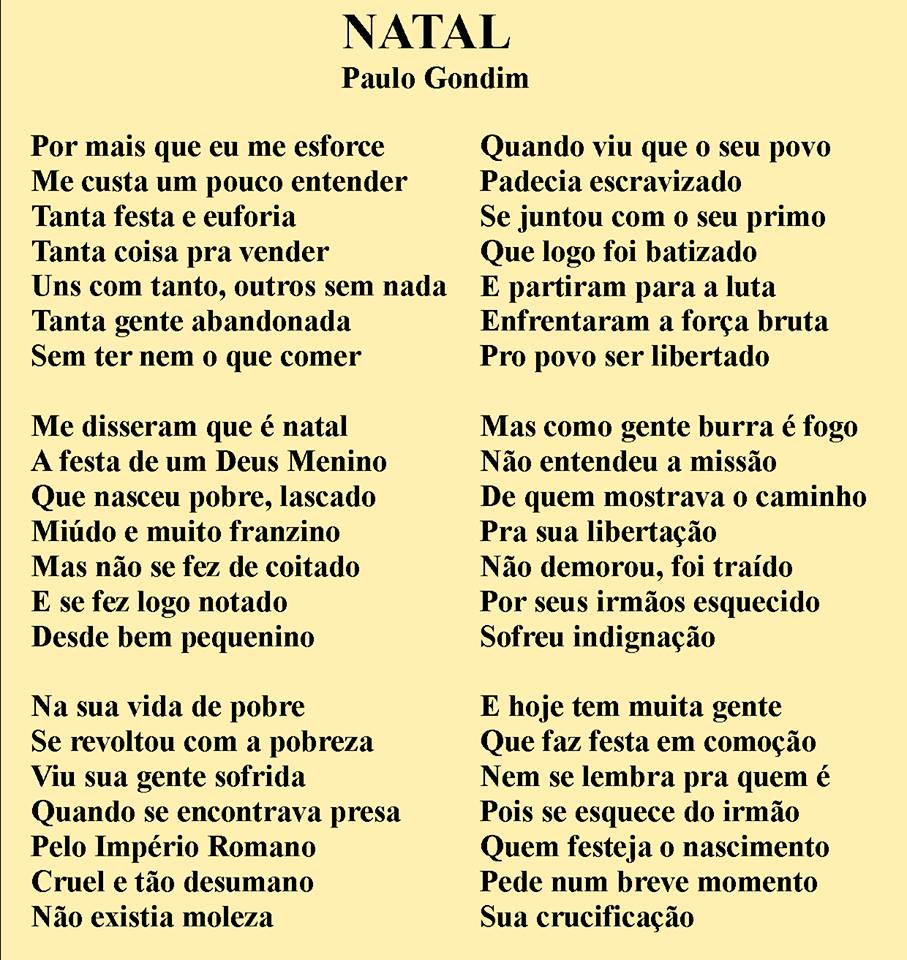 NATAL
Paulo Gondim
Por mais que eu me esforce
Me custa um pouco entender
Tanta festa e euforia
Tanta coisa pra vender
Uns com tanto, outros sem nada
Tanta gente abandonada
Sem ter nem o que comer
Me disseram que é natal
A festa de um Deus Menino
Que nasceu pobre, lascado
Miúdo e muito franzino
Mas não se fez de coitado
E se fez logo notado
Desde bem pequenino
Na sua vida de pobre
Se revoltou com a pobreza
Viu sua gente sofrida
Quando se encontrava presa
Pelo Império Romano
Cruel e tão desumano
Não existia moleza
Quando viu que o seu povo
Padecia escravizado
Se juntou com o seu primo
Que logo foi batizado
E partiram para a luta
Enfrentaram a força bruta
Pro povo ser libertado
Mas como gente burra é fogo
Não entendeu a missão
De quem mostrava o caminho
Pra sua libertação
Não demorou, foi traído
Por seus irmãos esquecido
Sofreu indignação
E hoje tem muita gente
Que faz festa em comoção
Nem se lembra pra quem é
Pois se esquece do irmão
Quem festeja o nascimento
Pede num breve momento
Sua crucificação